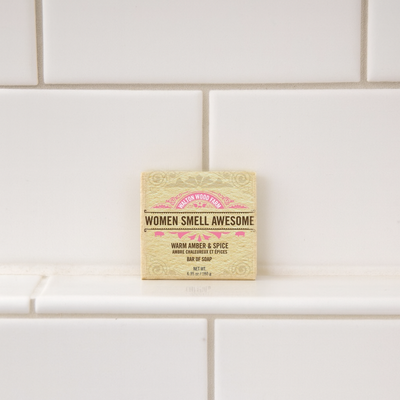 WALTON WOOD FARM
WOMEN SMELL AWESOME
WARM AMBER & SPICE
AMBRE CHALEUREUX ET ÉPICES
BAR OF SOAP
NET WT.